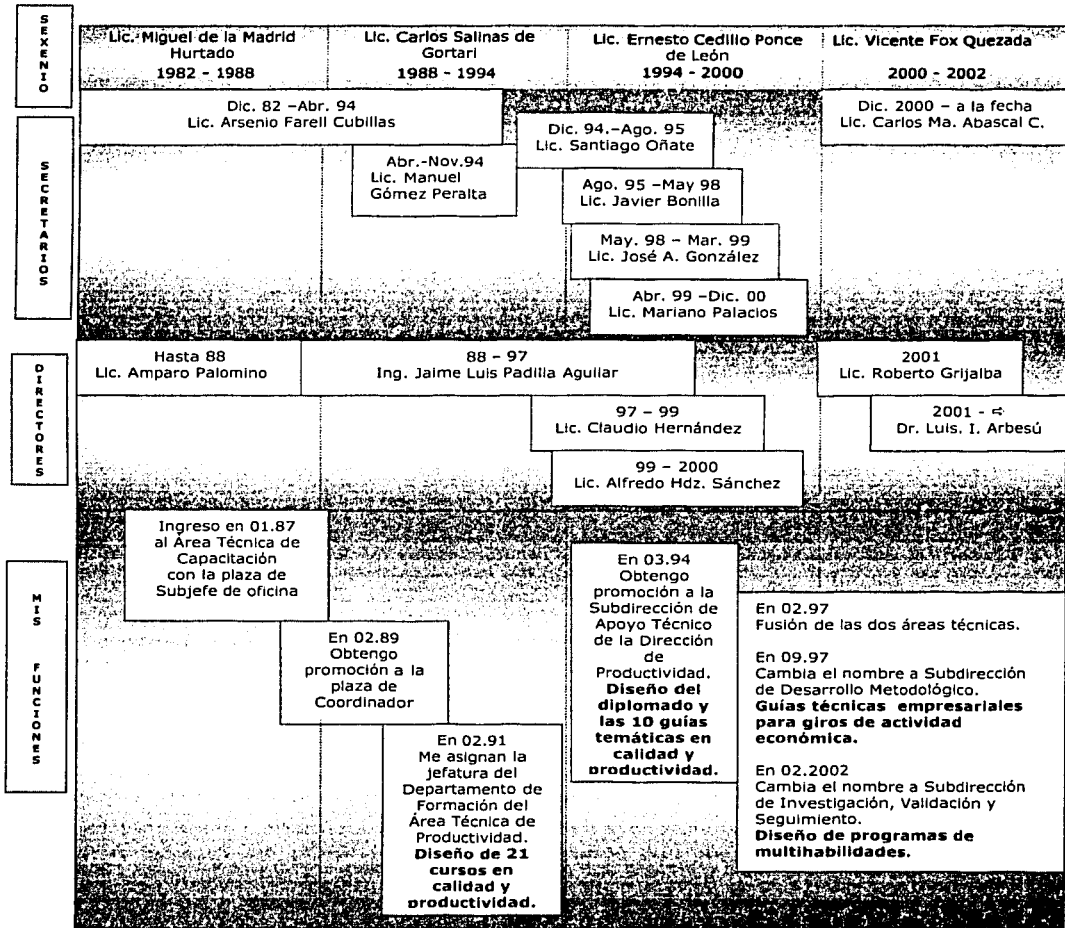 SEXENIO
Lic. Miguel de la Madrid
Hurtado
1982 - 1988
Lic. Carlos Salinas de
Gortari
1988 - 1994
Lic. Ernesto Cedillo Ponce
de León
1994 - 2000
Lic. Vicente Fox Quezada
2000 - 2002
SECRETARIOS
Dic. 82 –Abr. 94
Lic. Arsenio Farell Cubillas
Abr.-Nov.94
Lic. Manuel
Gómez Peralta
Dic. 94.–Ago. 95
Lic. Santiago Oñate
Ago. 95 –May 98
Lic. Javier Bonilla
May. 98 – Mar. 99
Lic. José A. González
Abr. 99 –Dic. 00
Lic. Mariano Palacios
Dic. 2000 – a la fecha
Lic. Carlos Ma. Abascal C.
DIRECTORES
Hasta 88
Lic. Amparo Palomino
88 – 97
Ing. Jaime Luis Padilla Aguilar
97 – 99
Lic. Claudio Hernández
99 – 2000
Lic. Alfredo Hdz. Sánchez
2001
Lic. Roberto Grijalba
2001 - ⇨
Dr. Luis. I. Arbesú
MIS FUNCIONES
Ingreso en 01.87
al Área Técnica de
Capacitación
con la plaza de
Subjefe de oficina
En 02.89
Obtengo
promoción a la
plaza de
Coordinador
En 02.91
Me asignan la
jefatura del
Departamento de
Formación del
Área Técnica de
Productividad.
Diseño de 21
cursos en
calidad y
productividad.
En 03.94
Obtengo
promoción a la
Subdirección de
Apoyo Técnico
de la Dirección
de
Productividad.
Diseño del
diplomado y
las 10 guías
temáticas en
calidad y
productividad.
En 02.97
Fusión de las dos áreas técnicas.
En 09.97
Cambia el nombre a Subdirección
de Desarrollo Metodológico.
Guías técnicas empresariales
para giros de actividad
económica.
En 02.2002
Cambia el nombre a Subdirección
de Investigación, Validación y
Seguimiento.
Diseño de programas de
multihabilidades.